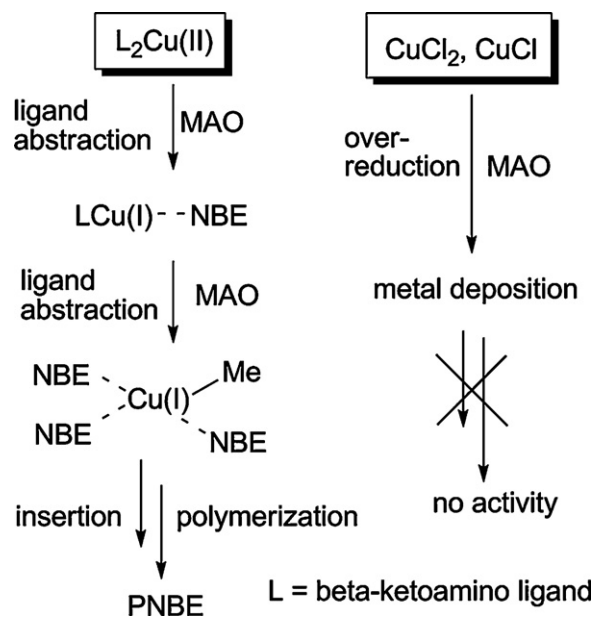 L₂Cu(II)
ligand
abstraction
MAO
LCu(I)- - -NBE
ligand
abstraction
MAO
NBE
Me
Cu(I)
NBE
NBE
insertion
polymerization
PNBE
CuCl₂, CuCl
over-
reduction
MAO
metal deposition
no activity
L = beta-ketoamino ligand